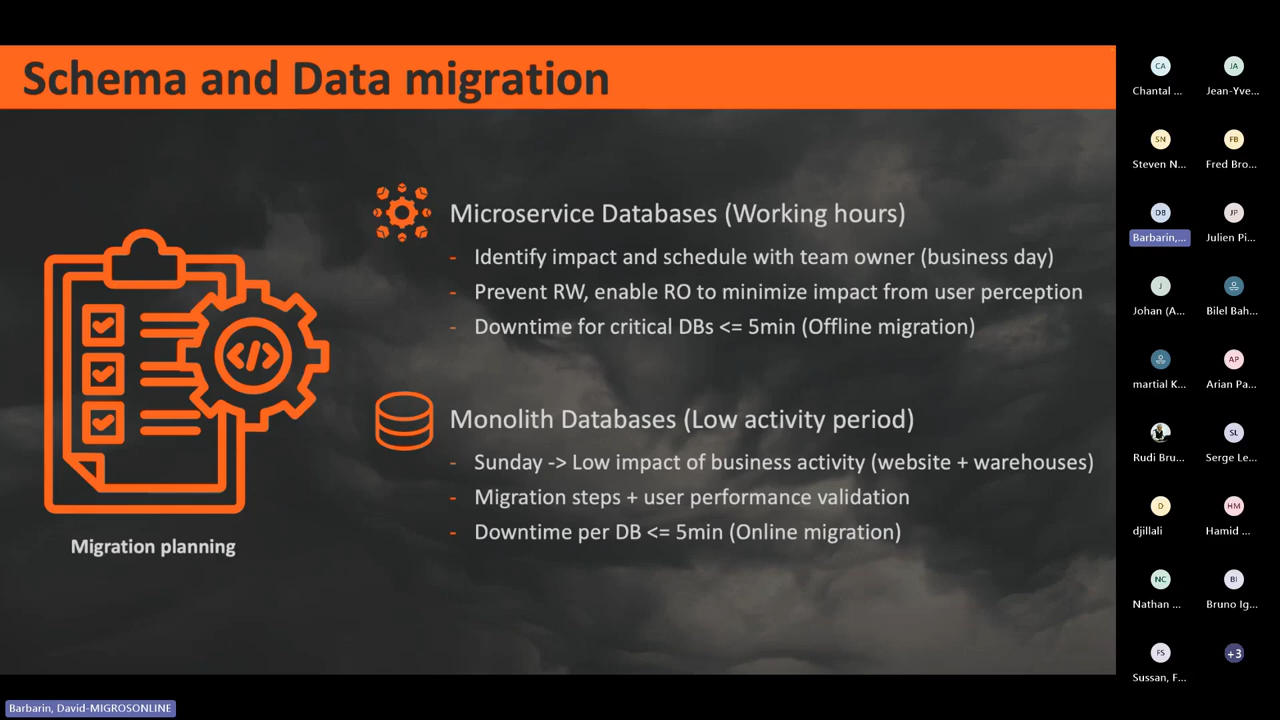 Schema and Data migration
Microservice Databases (Working hours)
- Identify impact and schedule with team owner (business day)
- Prevent RW, enable RO to minimize impact from user perception
- Downtime for critical DBs <= 5min (Offline migration)
</>
Migration planning
Monolith Databases (Low activity period)
- Sunday -> Low impact of business activity (website + warehouses)
- Migration steps + user performance validation
- Downtime per DB <= 5min (Online migration)
CA
Chantal ...
JA
Jean-Yve...
SN
Steven N...
FB
Fred Bro...
DB
Barbarin,...
JP
Julien Pi...
J
Johan (A...
Bilel Bah...
martial K...
AP
Arian Pa...
Rudi Bru...
SL
Serge Le...
D
djillali
HM
Hamid ...
NC
Nathan ...
BI
Bruno Ig...
FS
Sussan, F...
+3
Barbarin, David-MIGROSONLINE